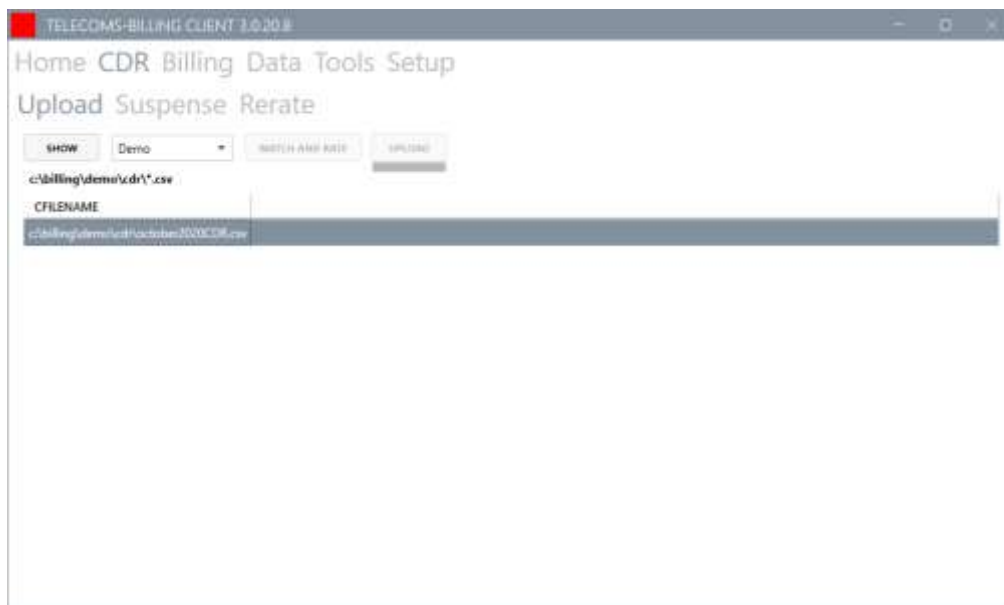 TELECOMS-BILLING CLIENT 3.0.20.8
Home CDR Billing Data Tools Setup
Upload Suspense Rerate
SHOW Demo MATCH AND RATE UPLOAD
c:\billing\demo\cdr\*.csv
CFILENAME
c:\billing\demo\cdr\october2020CDR.csv